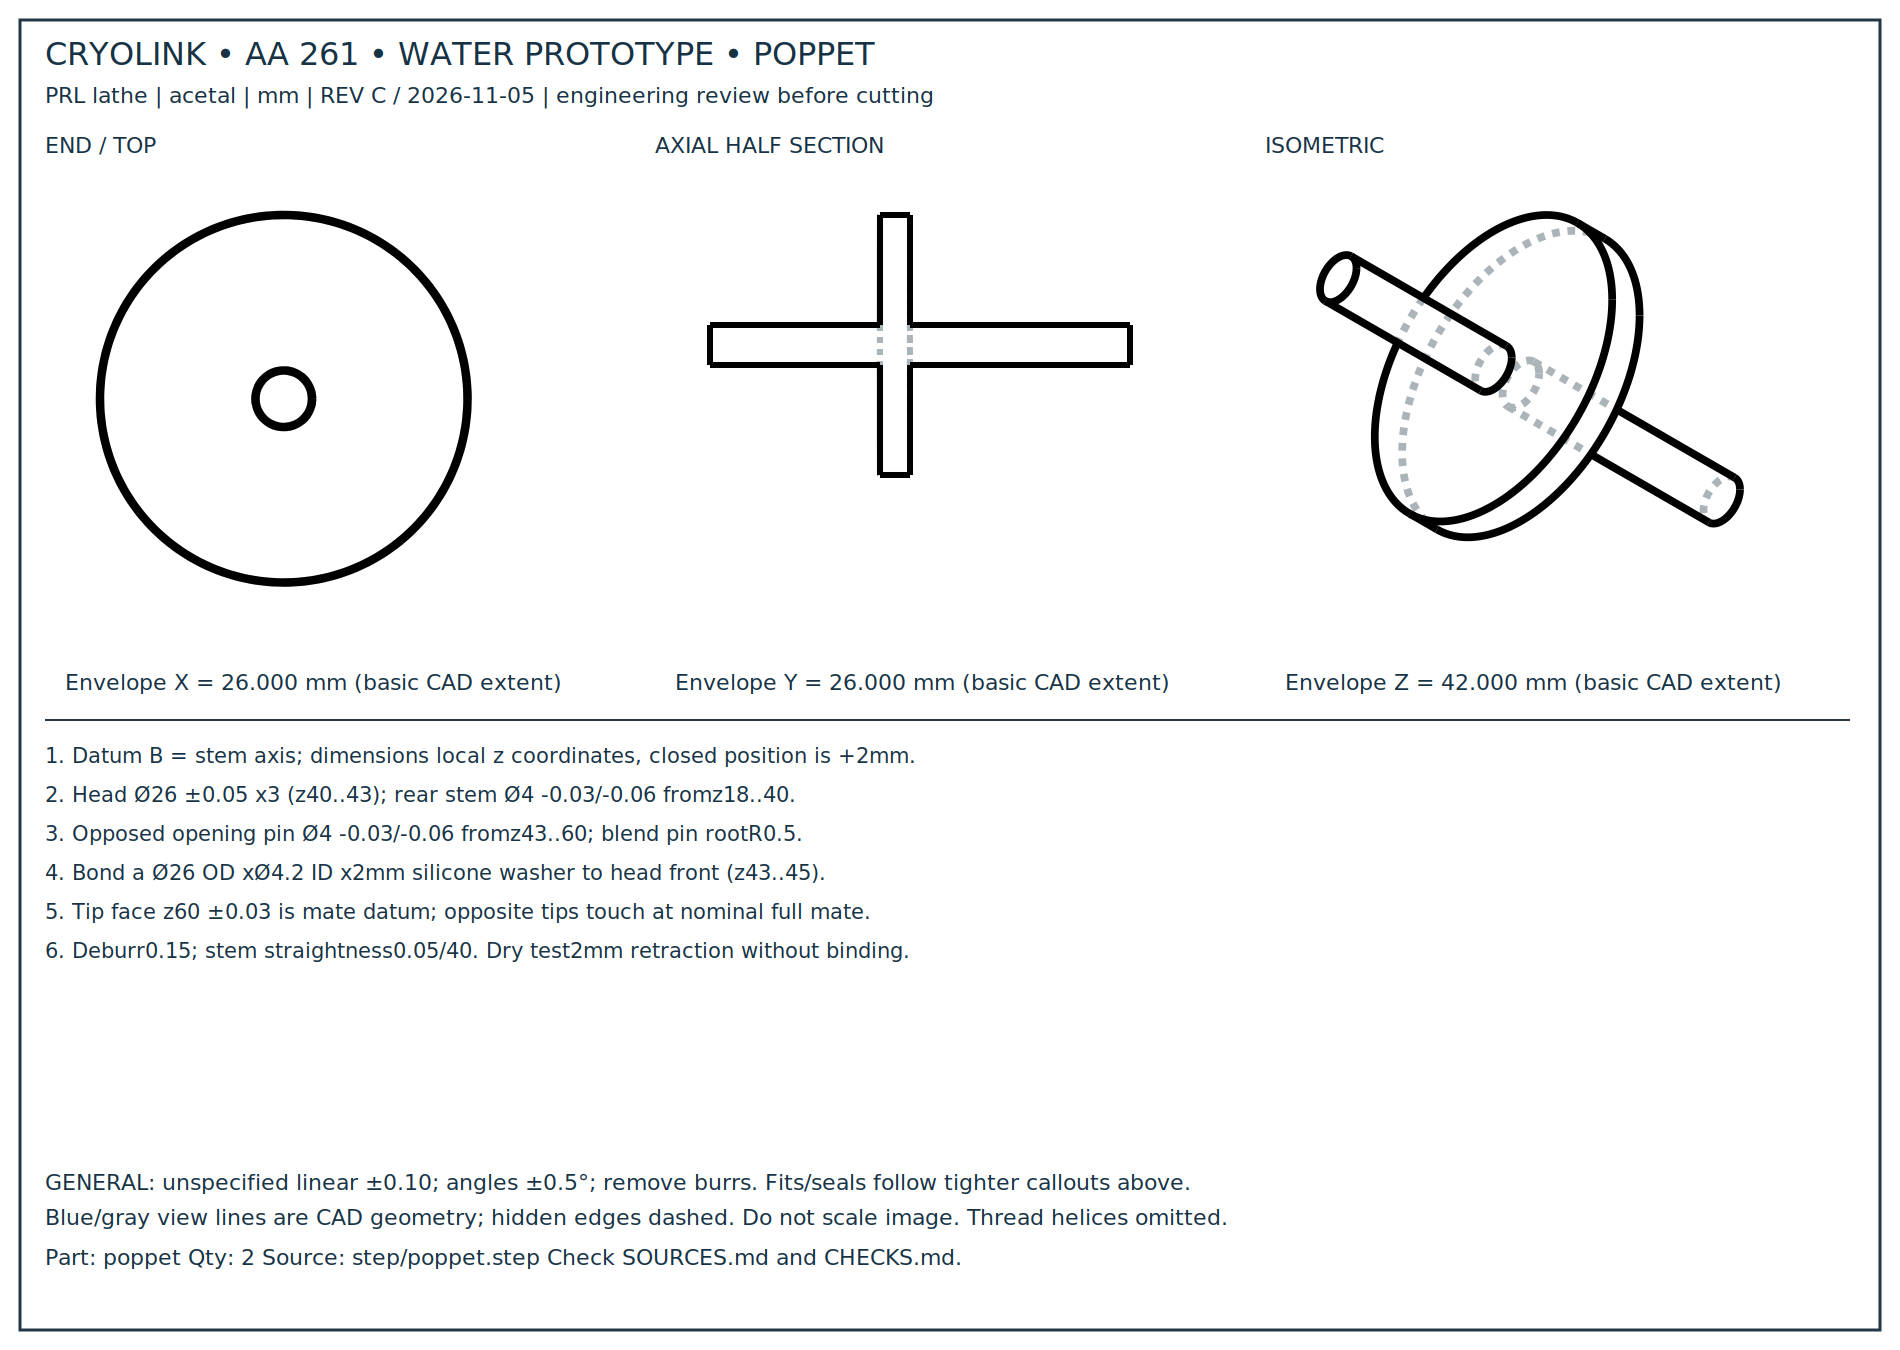 CRYOLINK • AA 261 • WATER PROTOTYPE • POPPET
PRL lathe | acetal | mm | REV C / 2026-11-05 | engineering review before cutting
END / TOP
AXIAL HALF SECTION
ISOMETRIC
Envelope X = 26.000 mm (basic CAD extent)
Envelope Y = 26.000 mm (basic CAD extent)
Envelope Z = 42.000 mm (basic CAD extent)
1. Datum B = stem axis; dimensions local z coordinates, closed position is +2mm.
2. Head Ø26 ±0.05 x3 (z40..43); rear stem Ø4 -0.03/-0.06 fromz18..40.
3. Opposed opening pin Ø4 -0.03/-0.06 fromz43..60; blend pin rootR0.5.
4. Bond a Ø26 OD xØ4.2 ID x2mm silicone washer to head front (z43..45).
5. Tip face z60 ±0.03 is mate datum; opposite tips touch at nominal full mate.
6. Deburr0.15; stem straightness0.05/40. Dry test2mm retraction without binding.
GENERAL: unspecified linear ±0.10; angles ±0.5°; remove burrs. Fits/seals follow tighter callouts above.
Blue/gray view lines are CAD geometry; hidden edges dashed. Do not scale image. Thread helices omitted.
Part: poppet Qty: 2 Source: step/poppet.step Check SOURCES.md and CHECKS.md.